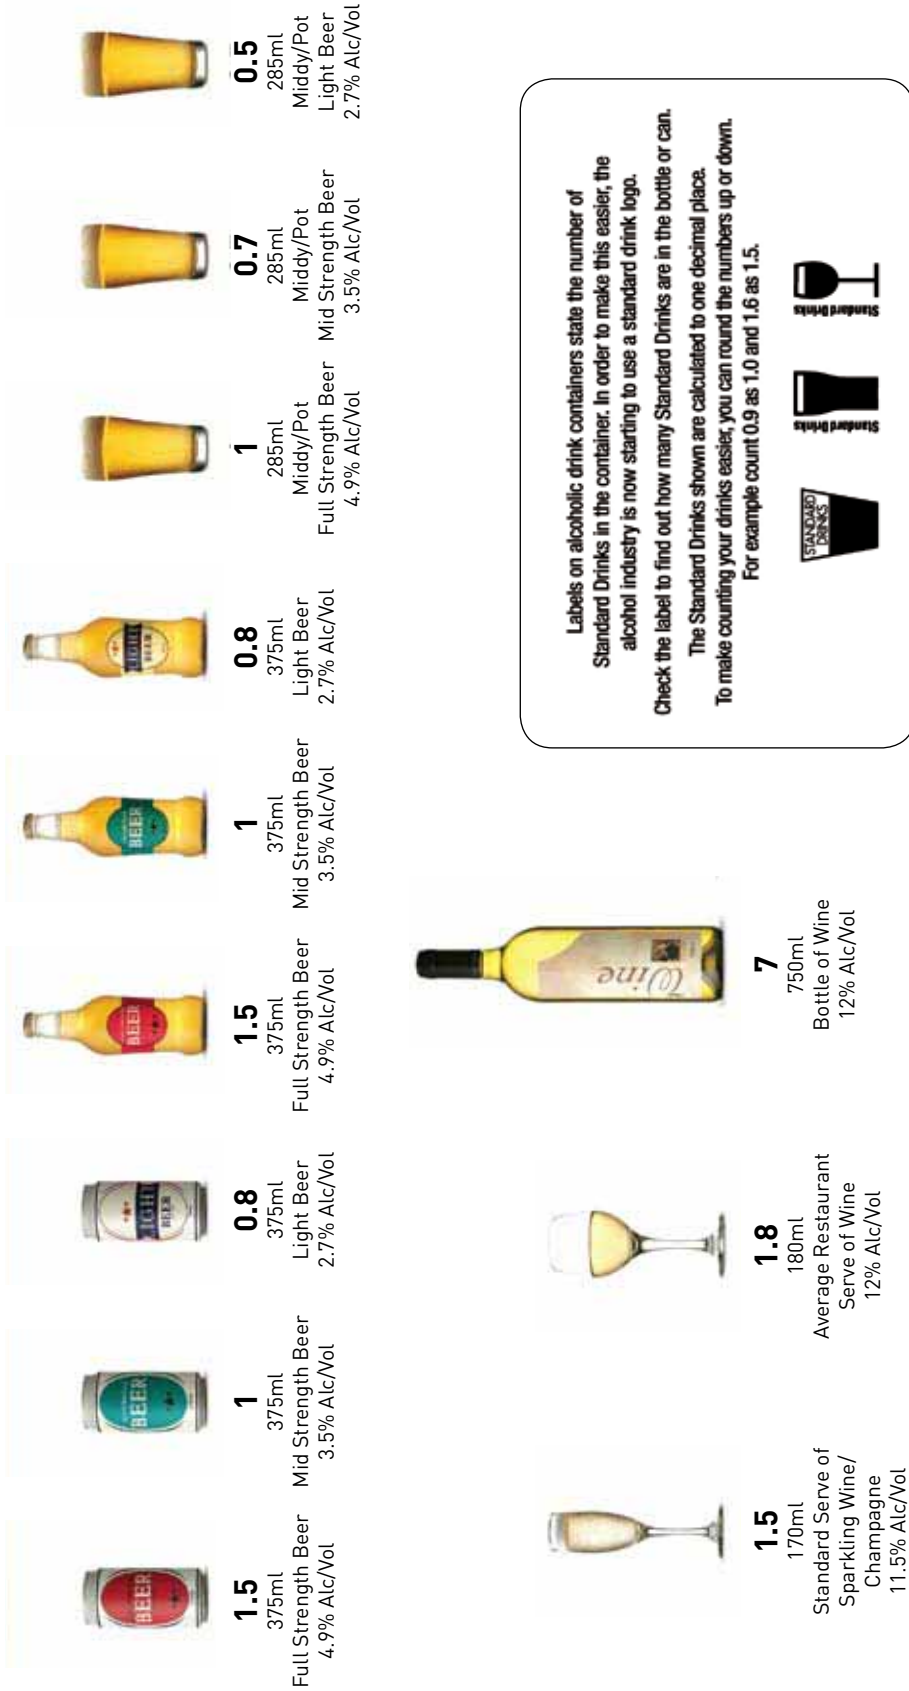 BEER
1.5
375ml
Full Strength Beer
4.9% Alc/Vol
BEER
1
375ml
Mid Strength Beer
3.5% Alc/Vol
LIGHT
BEER
0.8
375ml
Light Beer
2.7% Alc/Vol
BEER
1.5
375ml
Full Strength Beer
4.9% Alc/Vol
BEER
1
375ml
Mid Strength Beer
3.5% Alc/Vol
LIGHT
BEER
0.8
375ml
Light Beer
2.7% Alc/Vol
1
285ml
Middy/Pot
Full Strength Beer
4.9% Alc/Vol
0.7
285ml
Middy/Pot
Mid Strength Beer
3.5% Alc/Vol
0.5
285ml
Middy/Pot
Light Beer
2.7% Alc/Vol
1.5
170ml
Standard Serve of
Sparkling Wine/
Champagne
11.5% Alc/Vol
1.8
180ml
Average Restaurant
Serve of Wine
12% Alc/Vol
Wine
7
750ml
Bottle of Wine
12% Alc/Vol
Labels on alcoholic drink containers state the number of
Standard Drinks in the container. In order to make this easier, the
alcohol industry is now starting to use a standard drink logo.
Check the label to find out how many Standard Drinks are in the bottle or can.
The Standard Drinks shown are calculated to one decimal place.
To make counting your drinks easier, you can round the numbers up or down.
For example count 0.9 as 1.0 and 1.6 as 1.5.
STANDARD
DRINKS
Standard Drinks
Standard Drinks